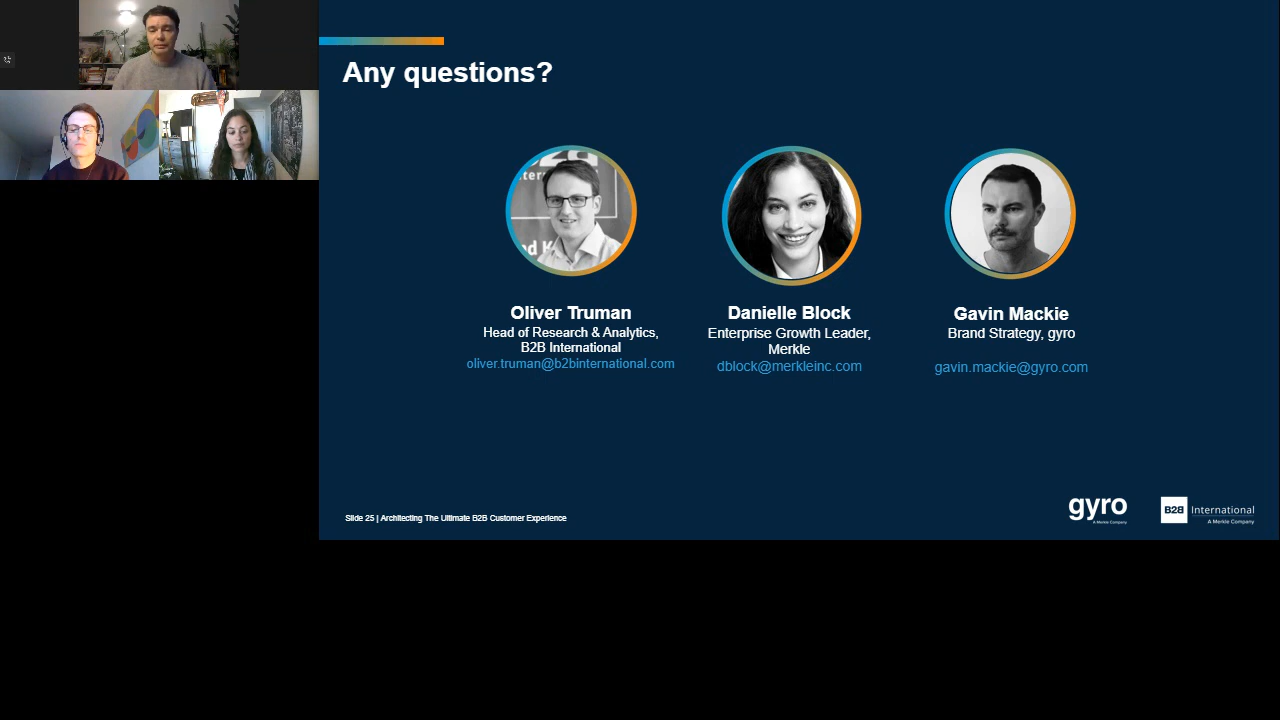 Any questions?
Oliver Truman
Head of Research & Analytics,
B2B International
oliver.truman@b2binternational.com
Danielle Block
Enterprise Growth Leader,
Merkle
dblock@merkleinc.com
Gavin Mackie
Brand Strategy, gyro
gavin.mackie@gyro.com
Slide 25 | Architecting The Ultimate B2B Customer Experience
gyro
A Merkle Company
B2B International
A Merkle Company